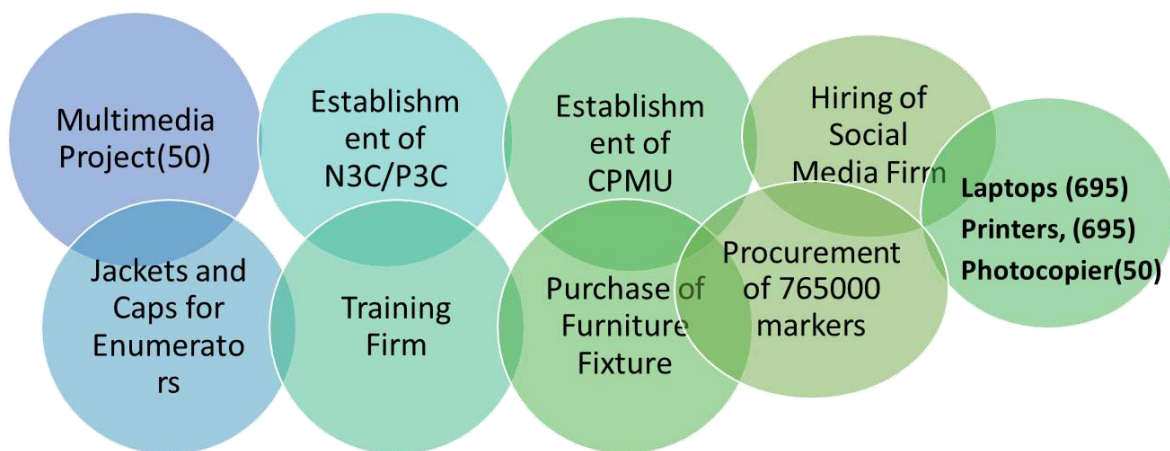 Multimedia
Project(50)
Establishm
ent of
N3C/P3C
Establishm
ent of
CPMU
Hiring of
Social
Media Firm
Laptops (695)
Printers, (695)
Photocopier(50)
Jackets and
Caps for
Enumerato
rs
Training
Firm
Purchase of
Furniture
Fixture
Procurement
of 765000
markers